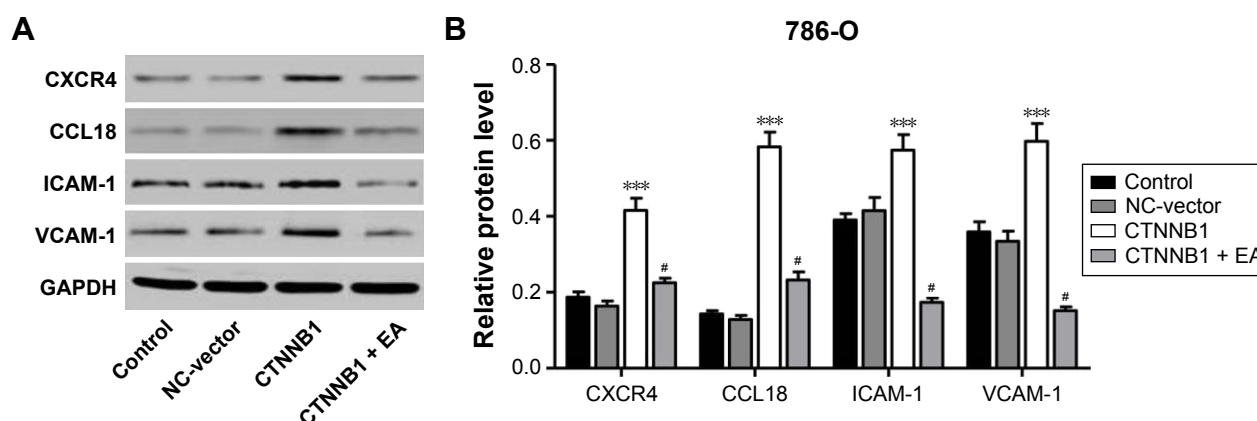 A
CXCR4
CCL18
ICAM-1
VCAM-1
GAPDH
Control
NC-vector
CTNNB1
CTNNB1 + EA
B
786-O
Relative protein level
0.8
0.6
0.4
0.2
0.0
***
#
***
#
***
#
***
#
CXCR4
CCL18
ICAM-1
VCAM-1
Control
NC-vector
CTNNB1
CTNNB1 + EA